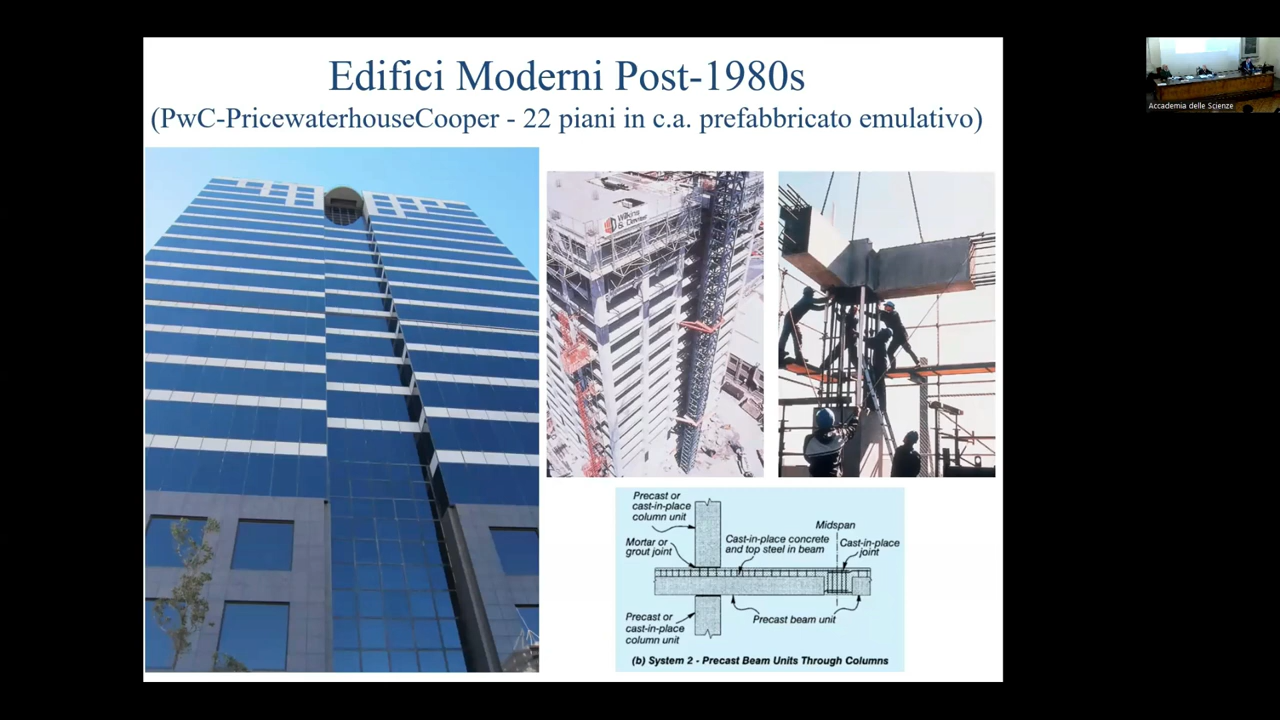 Edifici Moderni Post-1980s
(PwC-PricewaterhouseCooper - 22 piani in c.a. prefabbricato emulativo)
Accademia delle Scienze
Wilkins
& Davies
Precast or
cast-in-place
column unit
Mortar or
grout joint
Cast-in-place concrete
and top steel in beam
Midspan
Cast-in-place
joint
Precast or
cast-in-place
column unit
Precast beam unit
(b) System 2 - Precast Beam Units Through Columns